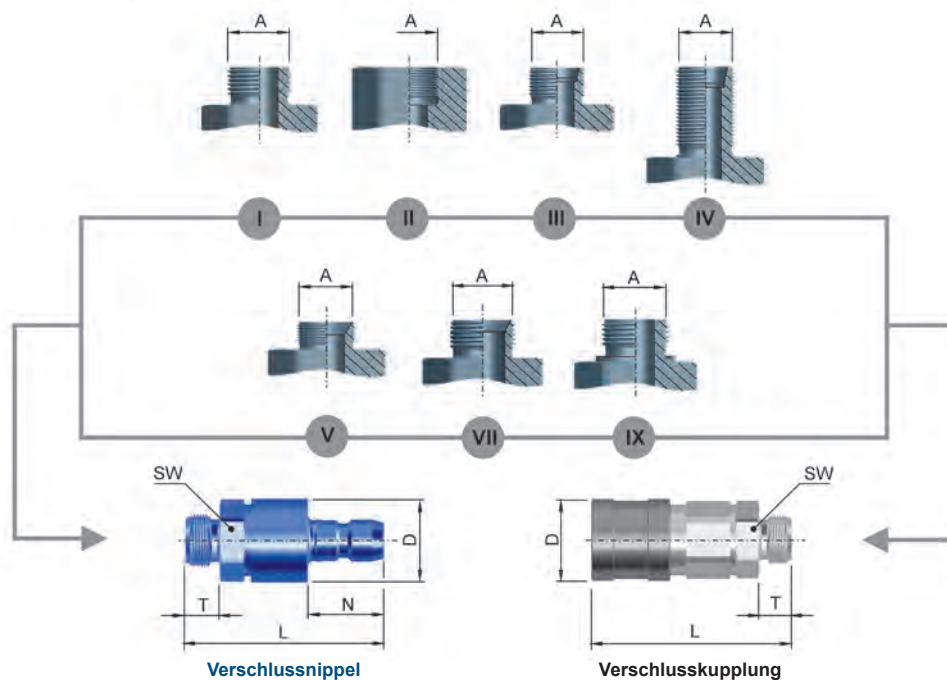 A A A A
I II III IV
A A A
V VII IX
SW SW
D D
T N T
L L
Verschlussnippel Verschlusskupplung